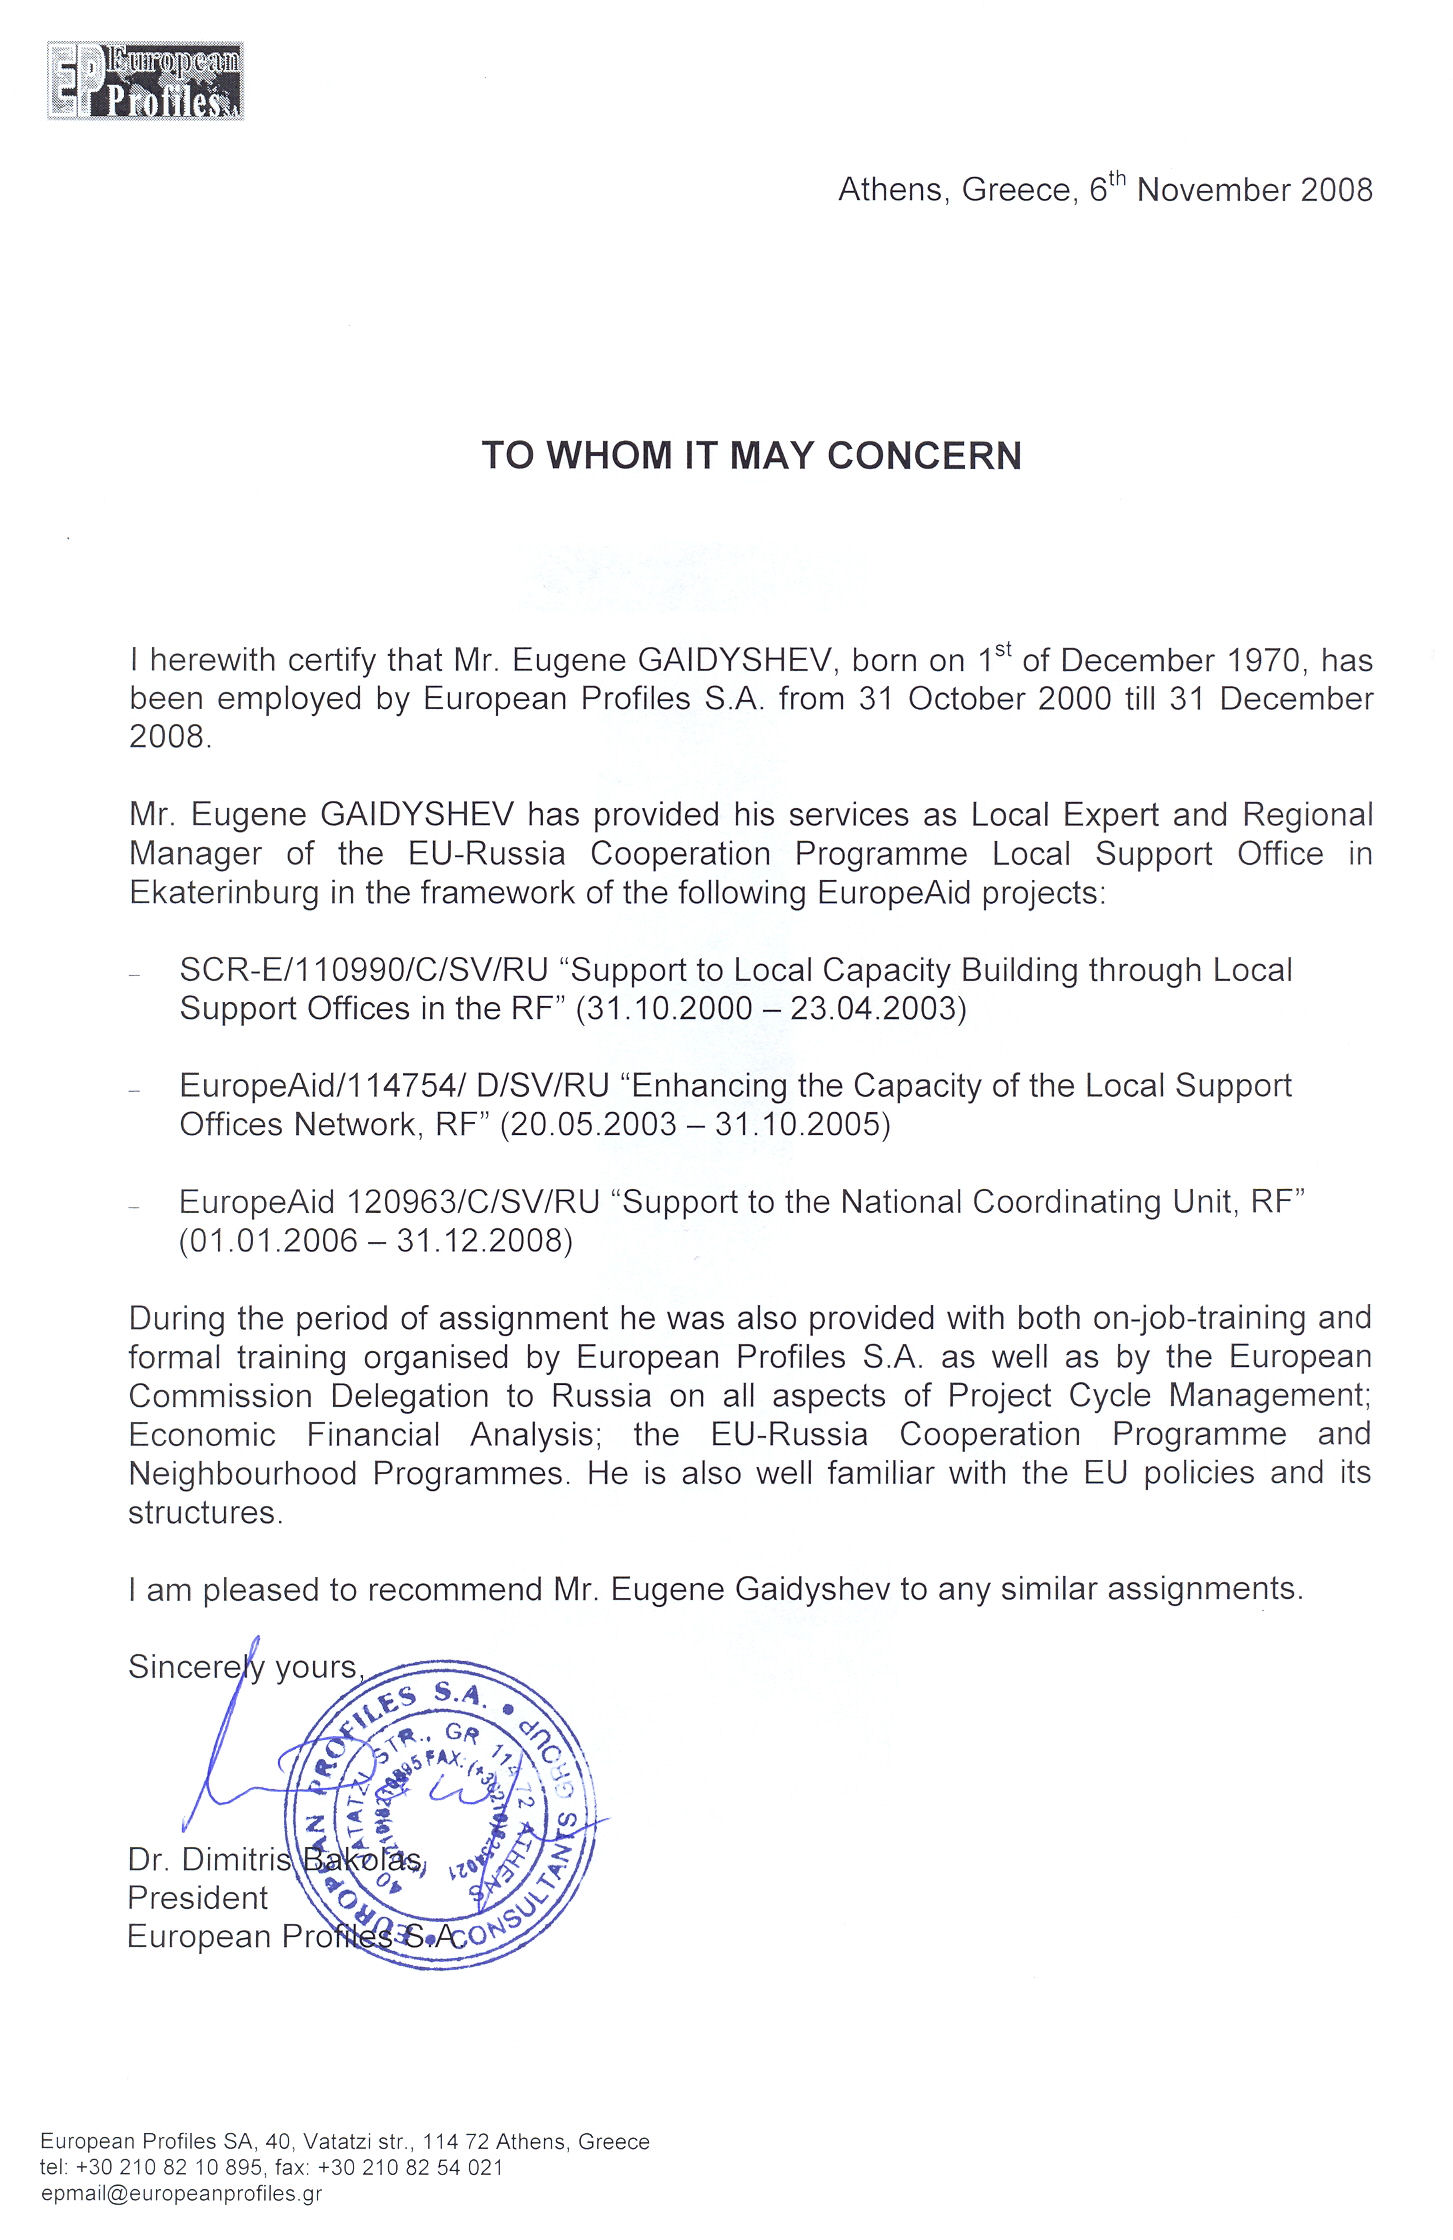 EP European
Profiles S.A.
Athens, Greece, 6th November 2008
TO WHOM IT MAY CONCERN
I herewith certify that Mr. Eugene GAIDYSHEV, born on 1st of December 1970, has
been employed by European Profiles S.A. from 31 October 2000 till 31 December
2008.
Mr. Eugene GAIDYSHEV has provided his services as Local Expert and Regional
Manager of the EU-Russia Cooperation Programme Local Support Office in
Ekaterinburg in the framework of the following EuropeAid projects:
– SCR-E/110990/C/SV/RU “Support to Local Capacity Building through Local
Support Offices in the RF” (31.10.2000 – 23.04.2003)
– EuropeAid/114754/ D/SV/RU “Enhancing the Capacity of the Local Support
Offices Network, RF” (20.05.2003 – 31.10.2005)
– EuropeAid 120963/C/SV/RU “Support to the National Coordinating Unit, RF”
(01.01.2006 – 31.12.2008)
During the period of assignment he was also provided with both on-job-training and
formal training organised by European Profiles S.A. as well as by the European
Commission Delegation to Russia on all aspects of Project Cycle Management;
Economic Financial Analysis; the EU-Russia Cooperation Programme and
Neighbourhood Programmes. He is also well familiar with the EU policies and its
structures.
I am pleased to recommend Mr. Eugene Gaidyshev to any similar assignments.
Sincerely yours,
EUROPEAN PROFILES S.A. • CONSULTANTS GROUP •
40 VATATZI STR., GR 114 72 ATHENS
(+30210)8210895 FAX: (+30210)8254021
Dr. Dimitris Bakolas
President
European Profiles S.A.
European Profiles SA, 40, Vatatzi str., 114 72 Athens, Greece
tel: +30 210 82 10 895, fax: +30 210 82 54 021
epmail@europeanprofiles.gr